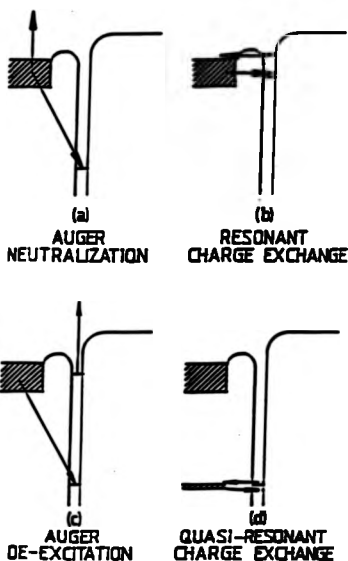 (a)
AUGER
NEUTRALIZATION
(b)
RESONANT
CHARGE EXCHANGE
(c)
AUGER
DE-EXCITATION
(d)
QUASI-RESONANT
CHARGE EXCHANGE